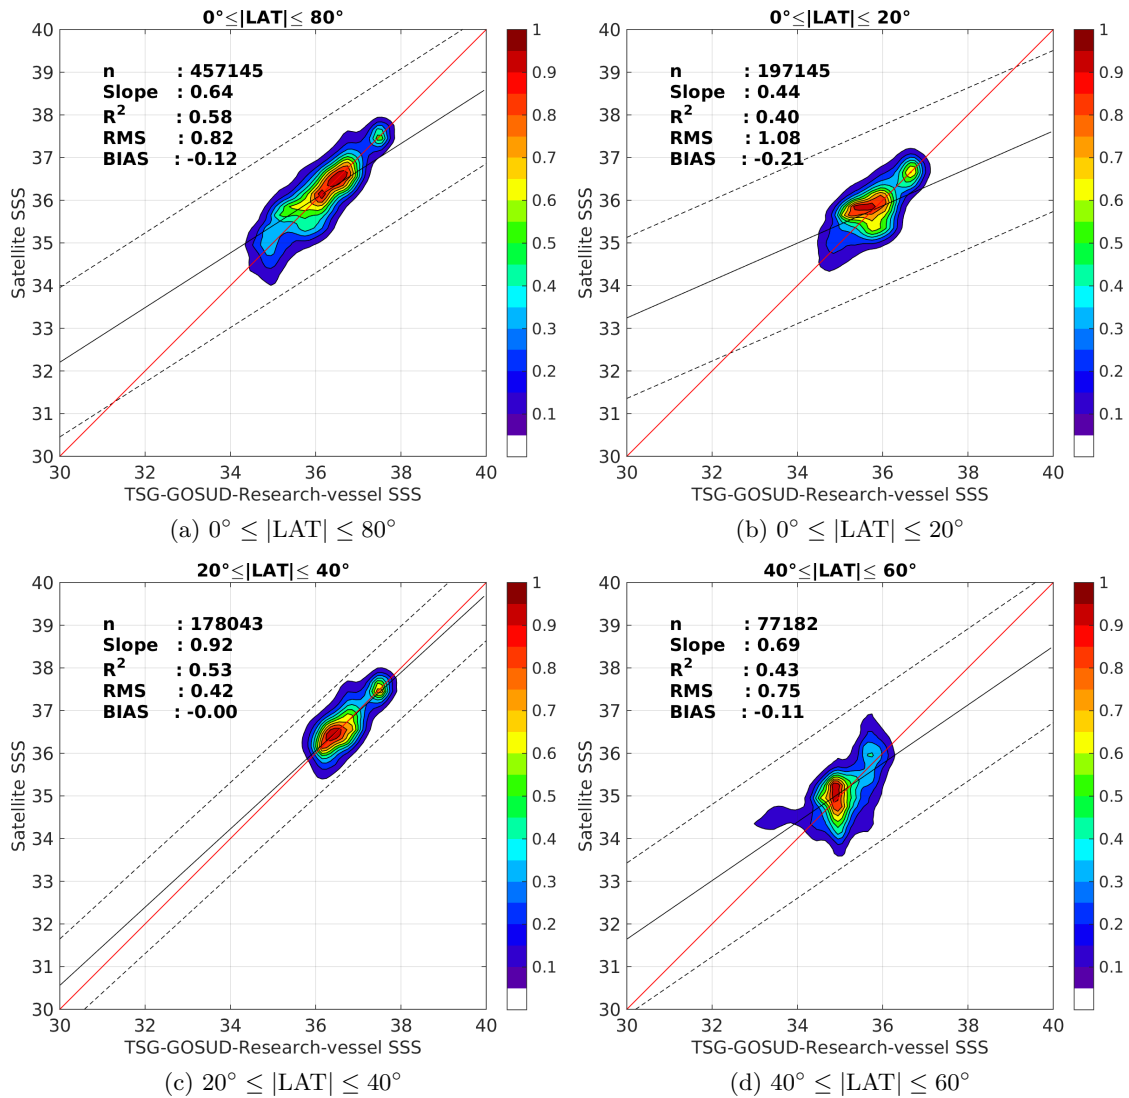 0°≤|LAT|≤ 80°
n : 457145
Slope : 0.64
R² : 0.58
RMS : 0.82
BIAS : -0.12
40
39
38
37
36
35
34
33
32
31
30
30 32 34 36 38 40
Satellite SSS
TSG-GOSUD-Research-vessel SSS
1
0.9
0.8
0.7
0.6
0.5
0.4
0.3
0.2
0.1
(a) 0° ≤ |LAT| ≤ 80°
0°≤|LAT|≤ 20°
n : 197145
Slope : 0.44
R² : 0.40
RMS : 1.08
BIAS : -0.21
40
39
38
37
36
35
34
33
32
31
30
30 32 34 36 38 40
Satellite SSS
TSG-GOSUD-Research-vessel SSS
1
0.9
0.8
0.7
0.6
0.5
0.4
0.3
0.2
0.1
(b) 0° ≤ |LAT| ≤ 20°
20°≤|LAT|≤ 40°
n : 178043
Slope : 0.92
R² : 0.53
RMS : 0.42
BIAS : -0.00
40
39
38
37
36
35
34
33
32
31
30
30 32 34 36 38 40
Satellite SSS
TSG-GOSUD-Research-vessel SSS
1
0.9
0.8
0.7
0.6
0.5
0.4
0.3
0.2
0.1
(c) 20° ≤ |LAT| ≤ 40°
40°≤|LAT|≤ 60°
n : 77182
Slope : 0.69
R² : 0.43
RMS : 0.75
BIAS : -0.11
40
39
38
37
36
35
34
33
32
31
30
30 32 34 36 38 40
Satellite SSS
TSG-GOSUD-Research-vessel SSS
1
0.9
0.8
0.7
0.6
0.5
0.4
0.3
0.2
0.1
(d) 40° ≤ |LAT| ≤ 60°